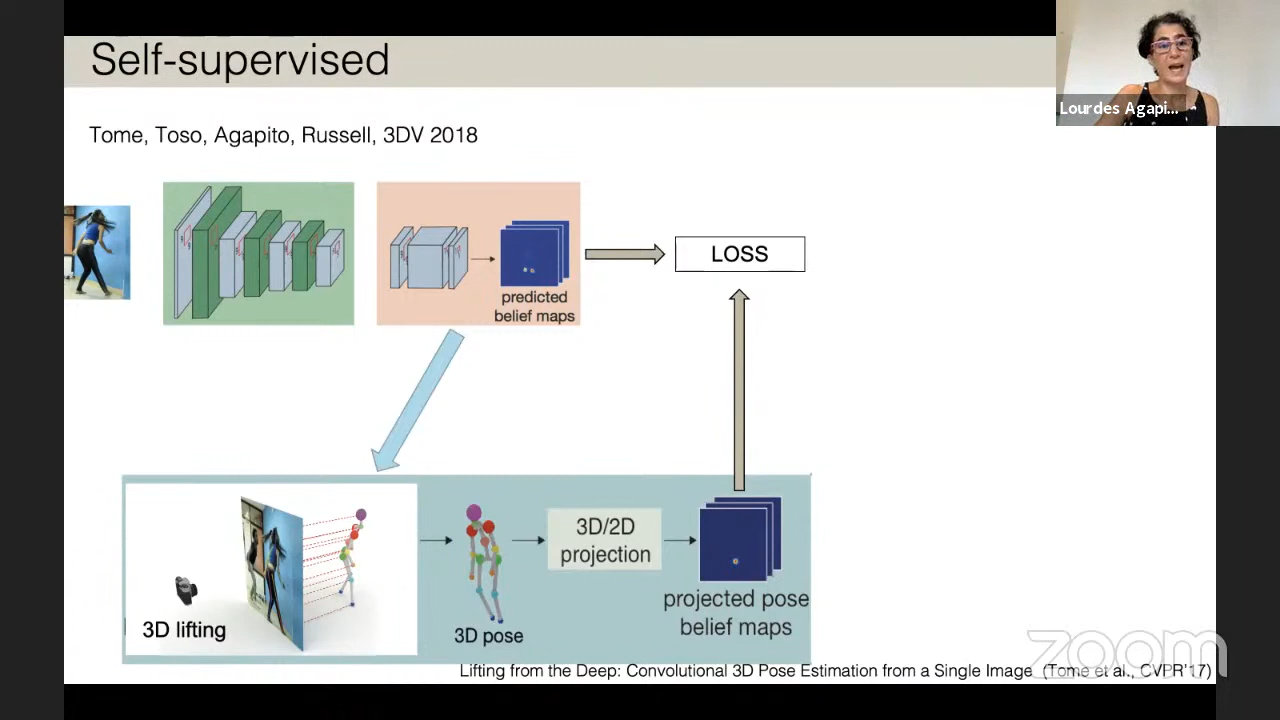 Self-supervised
Lourdes Agapi...
Tome, Toso, Agapito, Russell, 3DV 2018
LOSS
predicted
belief maps
3D/2D
projection
projected pose
belief maps
3D lifting
3D pose
Lifting from the Deep: Convolutional 3D Pose Estimation from a Single Image (Tome et al., CVPR'17)
zoom